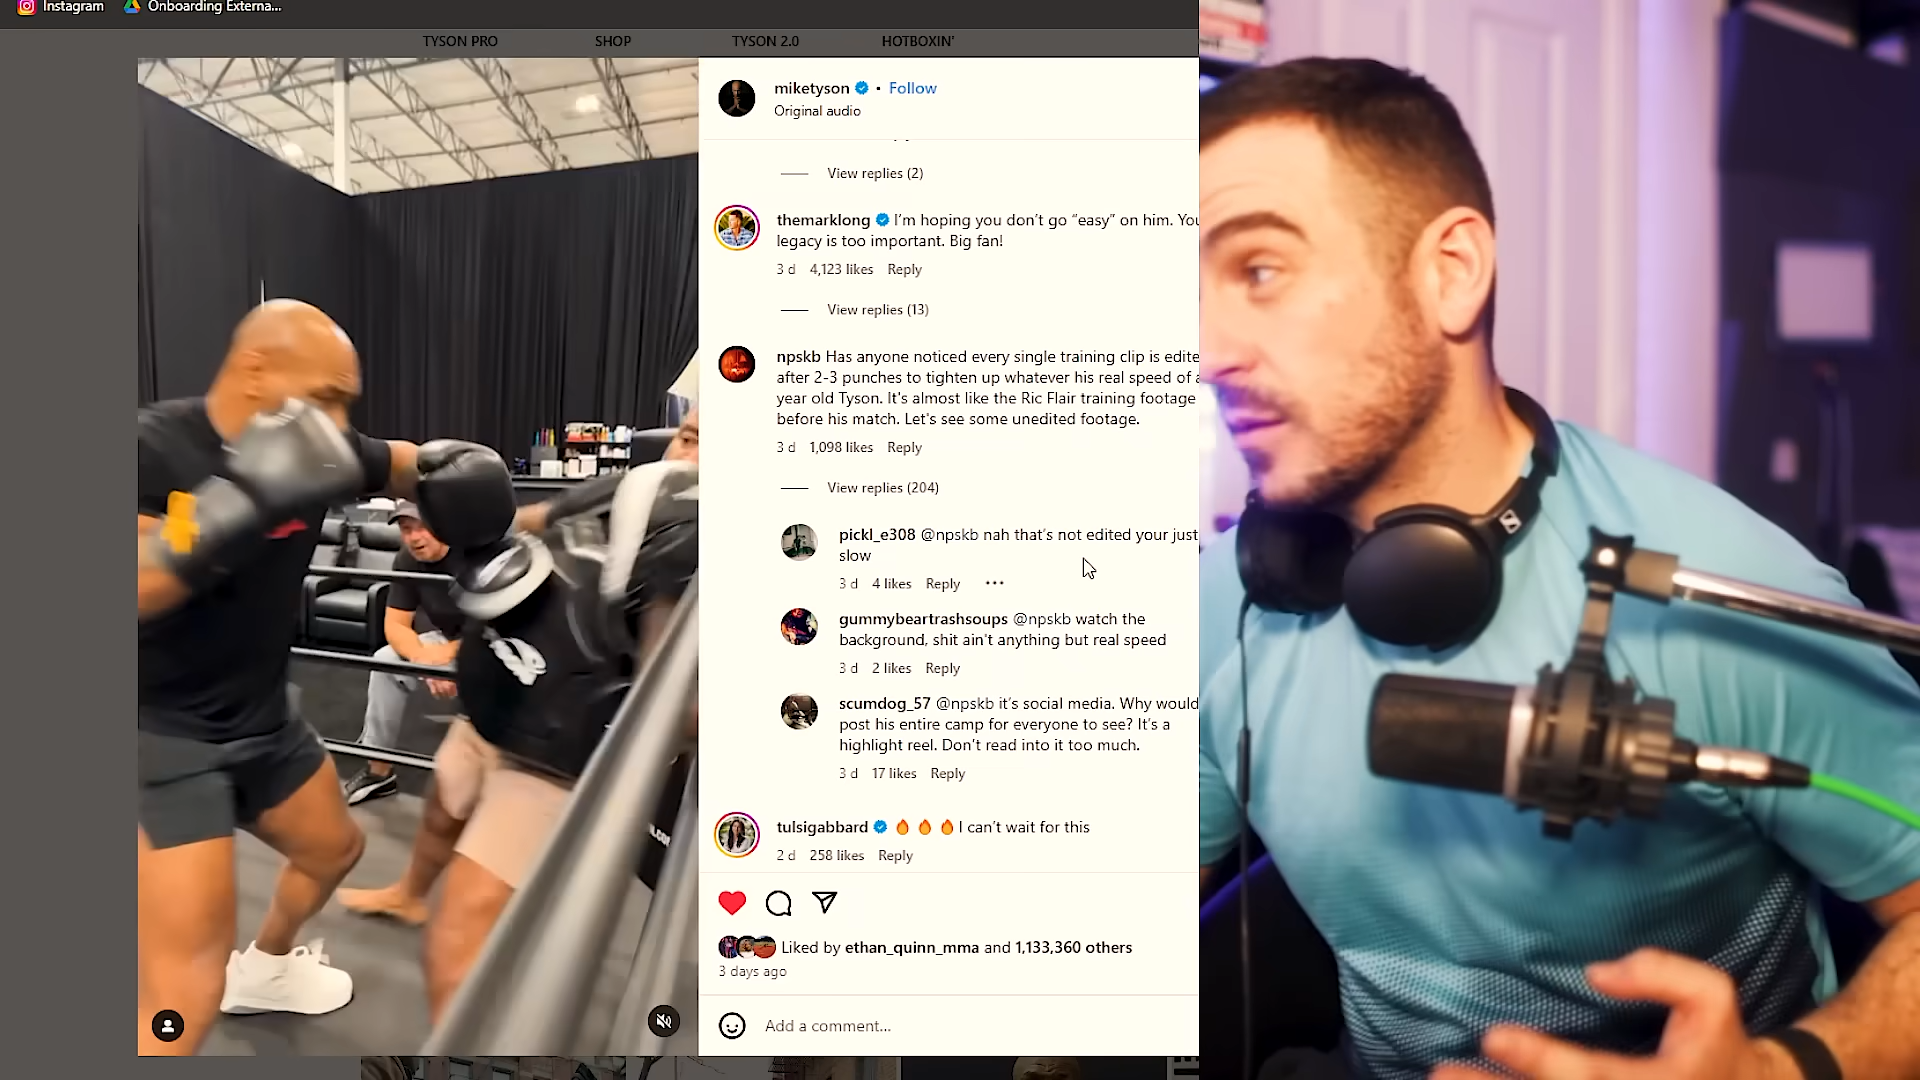 Instagram
Onboarding Externa...
TYSON PRO
SHOP
TYSON 2.0
HOTBOXIN'
miketyson • Follow
Original audio
View replies (2)
themarklong I'm hoping you don't go "easy" on him. You
legacy is too important. Big fan!
3 d 4,123 likes Reply
View replies (13)
npskb Has anyone noticed every single training clip is edite
after 2-3 punches to tighten up whatever his real speed of a
year old Tyson. It's almost like the Ric Flair training footage
before his match. Let's see some unedited footage.
3 d 1,098 likes Reply
View replies (204)
pickl_e308 @npskb nah that's not edited your just
slow
3 d 4 likes Reply •••
gummybeartrashsoups @npskb watch the
background, shit ain't anything but real speed
3 d 2 likes Reply
scumdog_57 @npskb it's social media. Why would
post his entire camp for everyone to see? It's a
highlight reel. Don't read into it too much.
3 d 17 likes Reply
tulsigabbard 🔥 🔥 🔥 I can't wait for this
2 d 258 likes Reply
Liked by ethan_quinn_mma and 1,133,360 others
3 days ago
Add a comment...